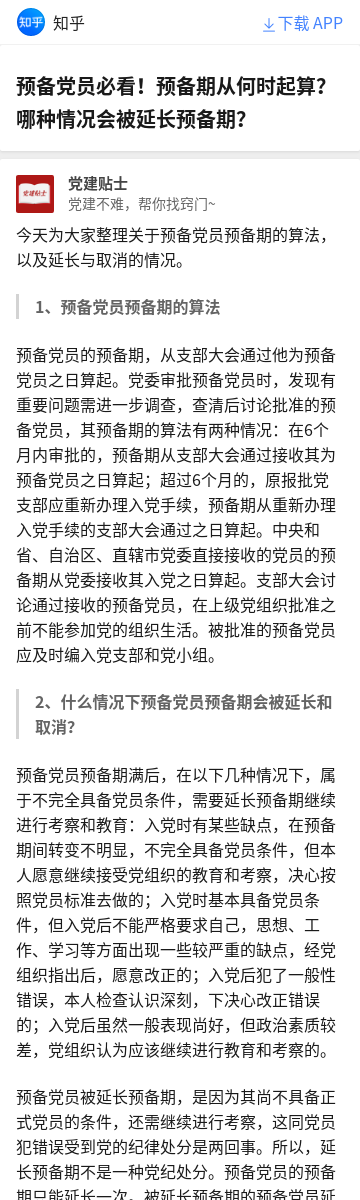 知乎 知乎 下载 APP
预备党员必看！预备期从何时起算？
哪种情况会被延长预备期？
党建贴士 党建贴士
党建不难，帮你找窍门~
今天为大家整理关于预备党员预备期的算法，
以及延长与取消的情况。
1、预备党员预备期的算法
预备党员的预备期，从支部大会通过他为预备
党员之日算起。党委审批预备党员时，发现有
重要问题需进一步调查，查清后讨论批准的预
备党员，其预备期的算法有两种情况：在6个
月内审批的，预备期从支部大会通过接收其为
预备党员之日算起；超过6个月的，原报批党
支部应重新办理入党手续，预备期从重新办理
入党手续的支部大会通过之日算起。中央和
省、自治区、直辖市党委直接接收的党员的预
备期从党委接收其入党之日算起。支部大会讨
论通过接收的预备党员，在上级党组织批准之
前不能参加党的组织生活。被批准的预备党员
应及时编入党支部和党小组。
2、什么情况下预备党员预备期会被延长和
取消？
预备党员预备期满后，在以下几种情况下，属
于不完全具备党员条件，需要延长预备期继续
进行考察和教育：入党时有某些缺点，在预备
期间转变不明显，不完全具备党员条件，但本
人愿意继续接受党组织的教育和考察，决心按
照党员标准去做的；入党时基本具备党员条
件，但入党后不能严格要求自己，思想、工
作、学习等方面出现一些较严重的缺点，经党
组织指出后，愿意改正的；入党后犯了一般性
错误，本人检查认识深刻，下决心改正错误
的；入党后虽然一般表现尚好，但政治素质较
差，党组织认为应该继续进行教育和考察的。
预备党员被延长预备期，是因为其尚不具备正
式党员的条件，还需继续进行考察，这同党员
犯错误受到党的纪律处分是两回事。所以，延
长预备期不是一种党纪处分。预备党员的预备
期只能延长一次。被延长预备期的预备党员延